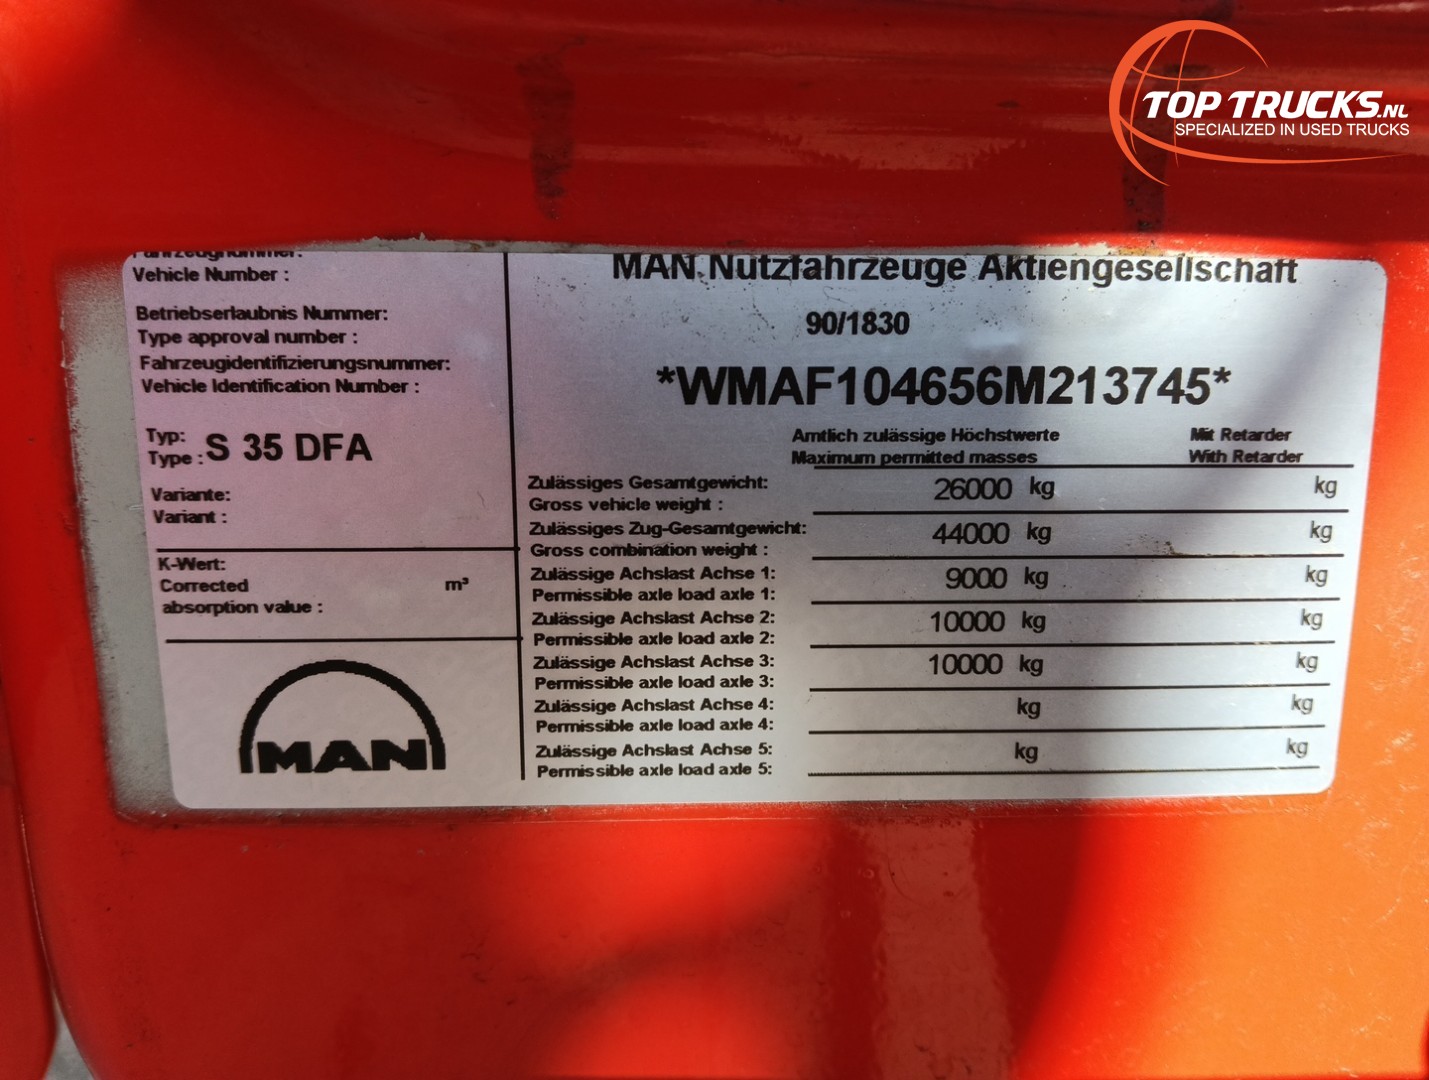 TOP TRUCKS.NL
SPECIALIZED IN USED TRUCKS
Fahrzeugnummer:
Vehicle Number :
Betriebserlaubnis Nummer:
Type approval number :
Fahrzeugidentifizierungsnummer:
Vehicle Identification Number :
Typ:
Type : S 35 DFA
Variante:
Variant :
K-Wert:
Corrected m³
absorption value :
MAN
MAN Nutzfahrzeuge Aktiengesellschaft
90/1830
*WMAF104656M213745*
Amtlich zulässige Höchstwerte Mit Retarder
Maximum permitted masses With Retarder
Zulässiges Gesamtgewicht: 26000 kg kg
Gross vehicle weight :
Zulässiges Zug-Gesamtgewicht: 44000 kg kg
Gross combination weight :
Zulässige Achslast Achse 1: 9000 kg kg
Permissible axle load axle 1:
Zulässige Achslast Achse 2: 10000 kg kg
Permissible axle load axle 2:
Zulässige Achslast Achse 3: 10000 kg kg
Permissible axle load axle 3:
Zulässige Achslast Achse 4: kg kg
Permissible axle load axle 4:
Zulässige Achslast Achse 5: kg kg
Permissible axle load axle 5: